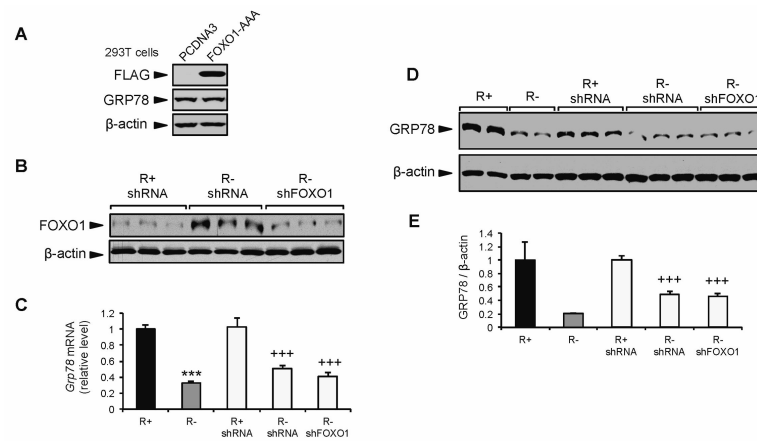 A
293T cells
PCDNA3
FOXO1-AAA
FLAG
GRP78
β-actin
B
R+ shRNA
R- shRNA
R- shFOXO1
FOXO1
β-actin
C
Grp78 mRNA
(relative level)
1.2
1
0.8
0.6
0.4
0.2
0
***
+++
+++
R+
R-
R+ shRNA
R- shRNA
R- shFOXO1
D
R+
R-
R+ shRNA
R- shRNA
R- shFOXO1
GRP78
β-actin
E
GRP78 / β-actin
1.4
1.2
1
0.8
0.6
0.4
0.2
0
+++
+++
R+
R-
R+ shRNA
R- shRNA
R- shFOXO1